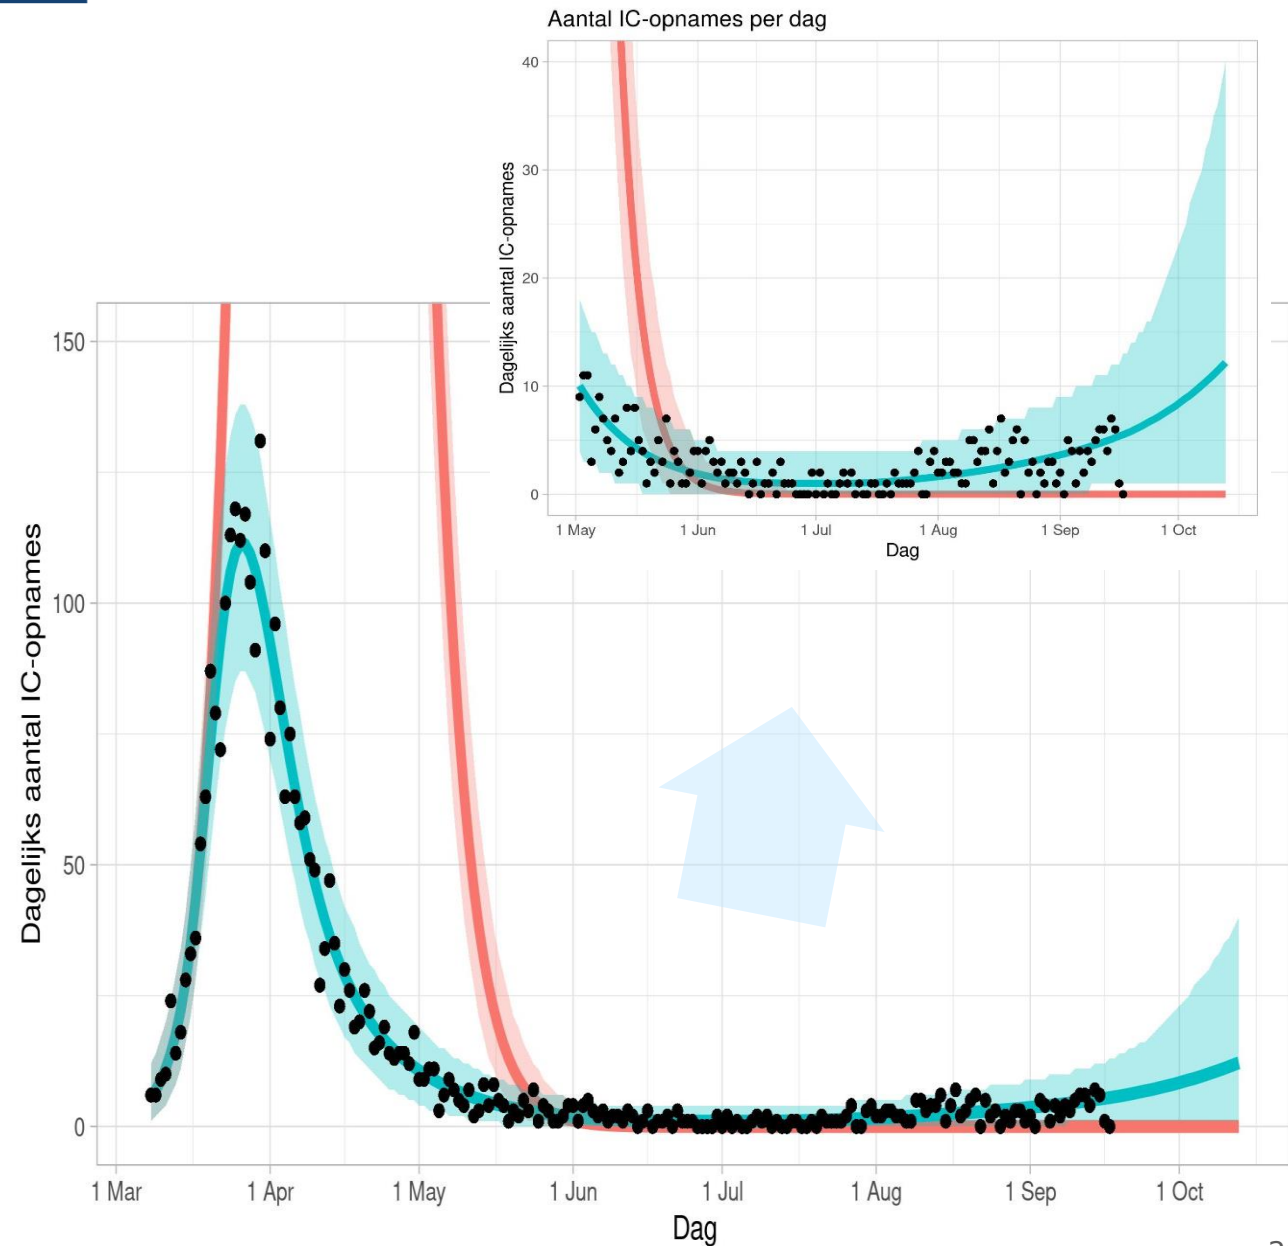 Aantal IC-opnames per dag
Dagelijks aantal IC-opnames
40
30
20
10
0
1 May 1 Jun 1 Jul 1 Aug 1 Sep 1 Oct
Dag
Dagelijks aantal IC-opnames
150
100
50
0
1 Mar 1 Apr 1 May 1 Jun 1 Jul 1 Aug 1 Sep 1 Oct
Dag